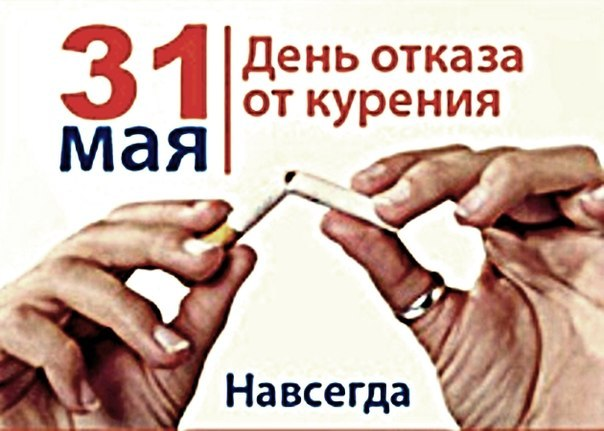 31
мая
День отказа
от курения
Навсегда